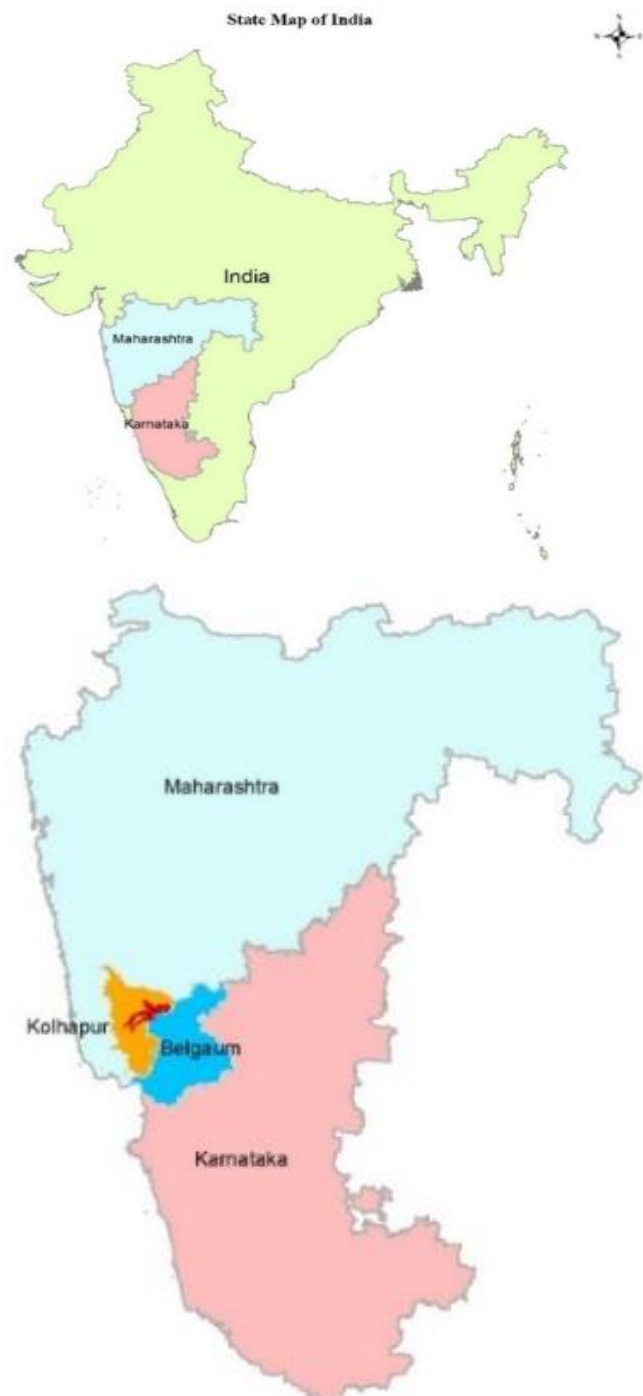 State Map of India
India
Maharashtra
Karnataka
Maharashtra
Kolhapur
Belgaum
Karnataka